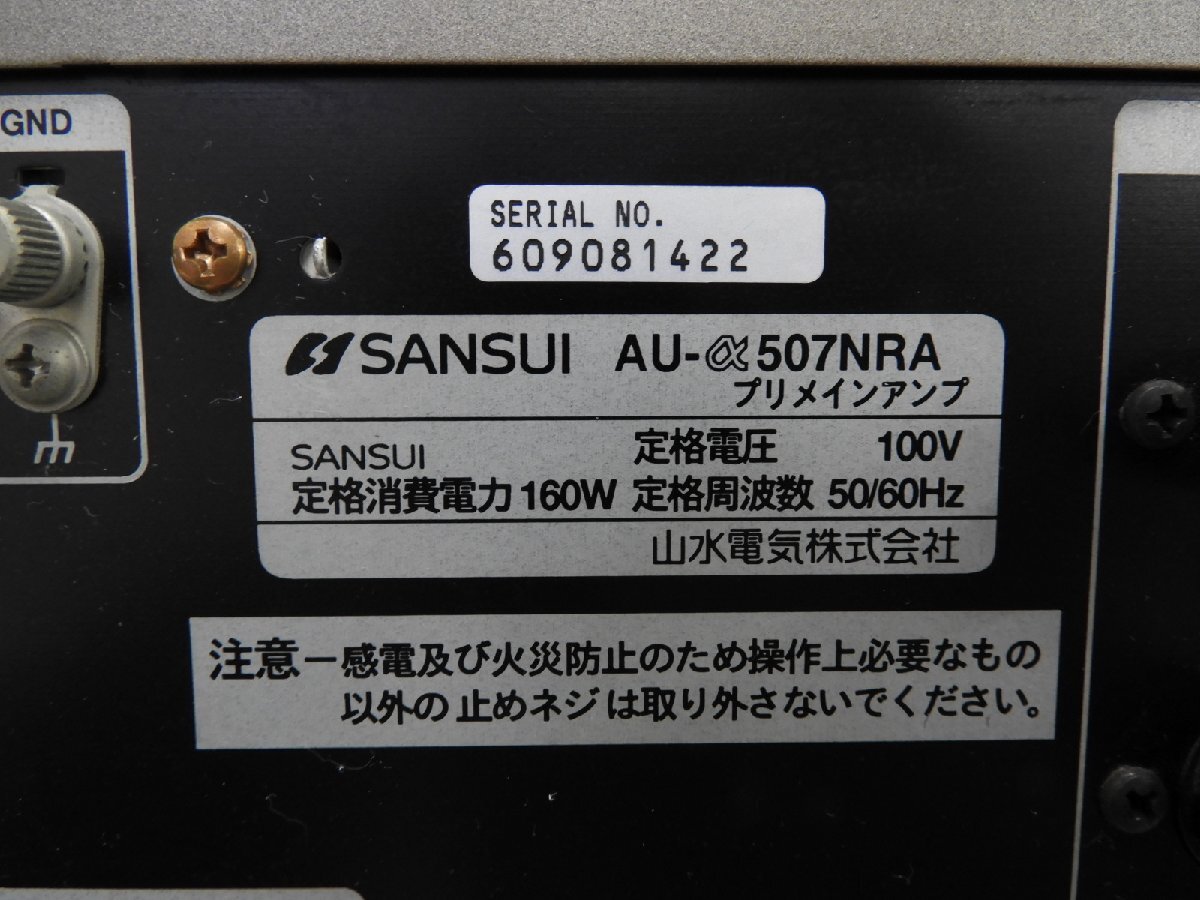 GND
SERIAL NO.
609081422
SANSUI AU-α507NRA
プリメインアンプ
SANSUI 定格電圧 100V
定格消費電力 160W 定格周波数 50/60Hz
山水電気株式会社
注意－感電及び火災防止のため操作上必要なもの
以外の止めネジは取り外さないでください。